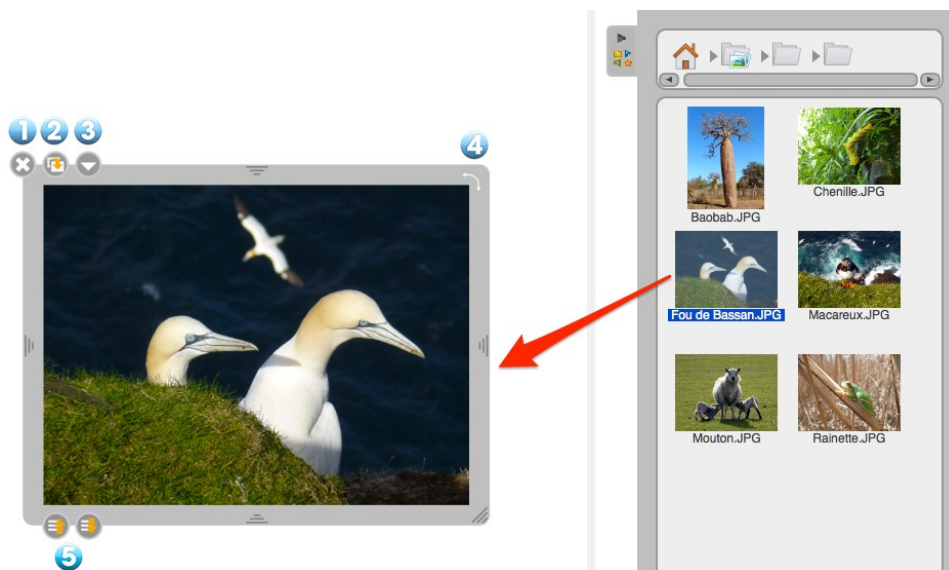 1 2 3
4
Baobab.JPG
Chenille.JPG
Fou de Bassan.JPG
Macareux.JPG
Mouton.JPG
Rainette.JPG
5